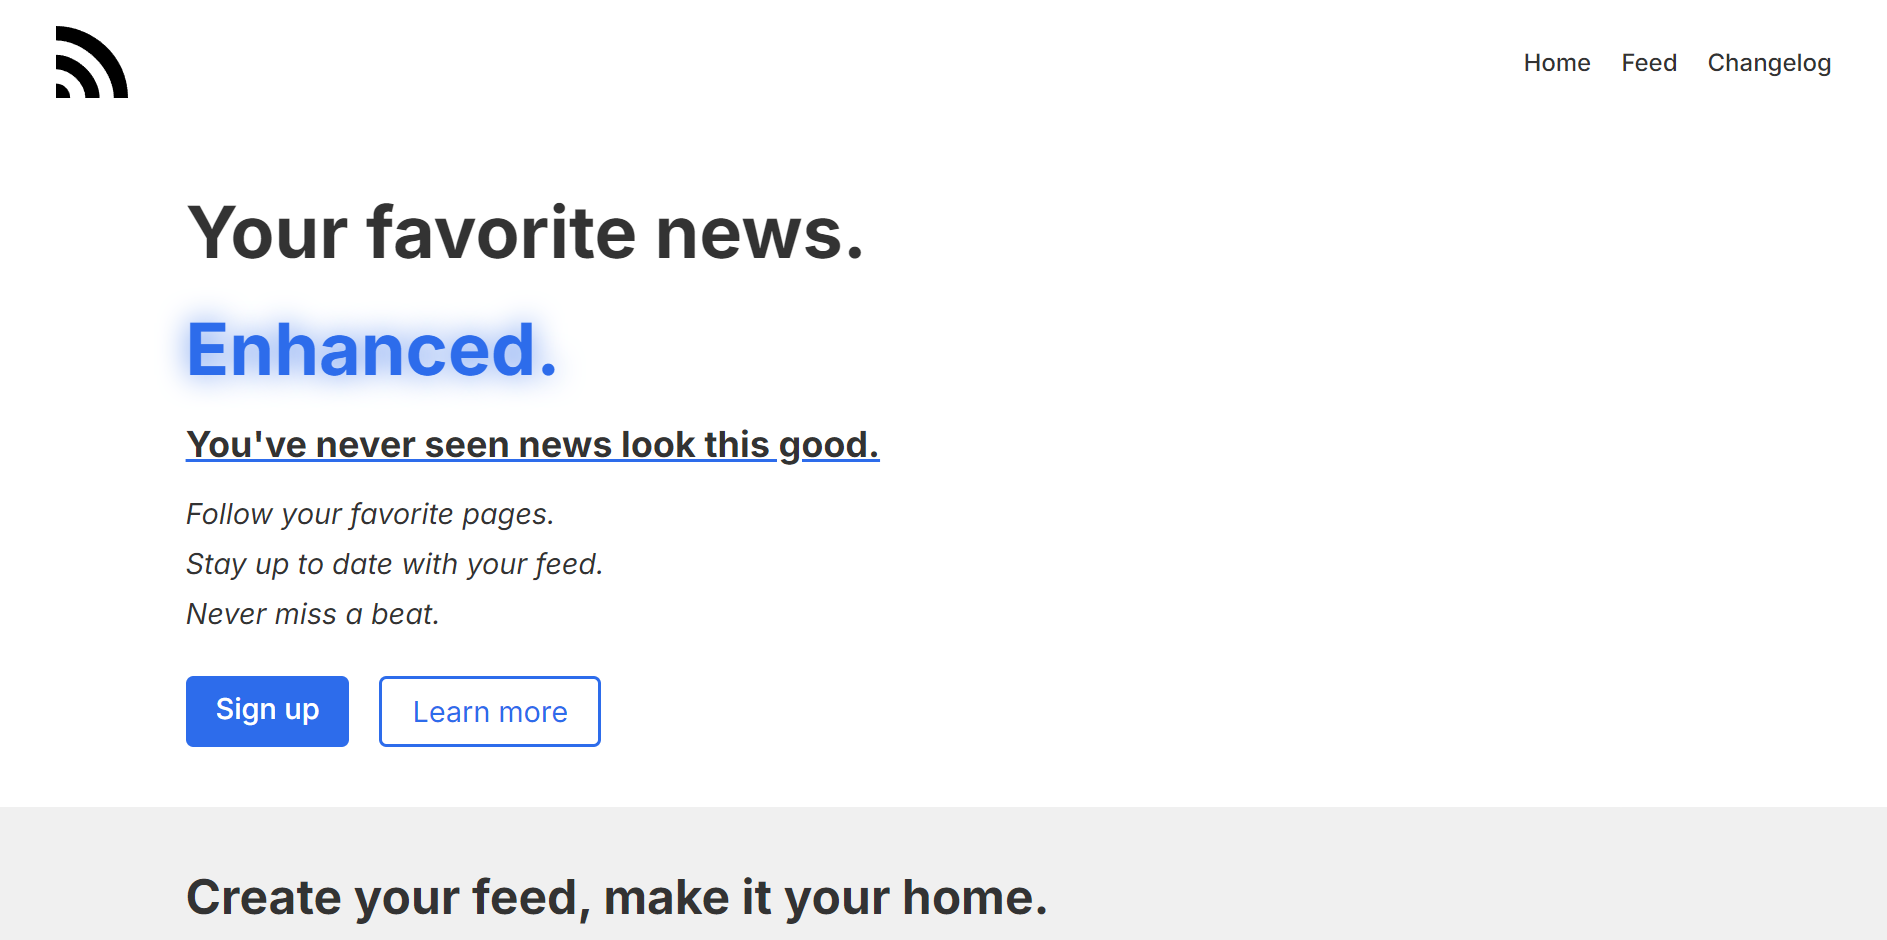 Home Feed Changelog
Your favorite news.
Enhanced.
You've never seen news look this good.
Follow your favorite pages.
Stay up to date with your feed.
Never miss a beat.
Sign up Learn more
Create your feed, make it your home.